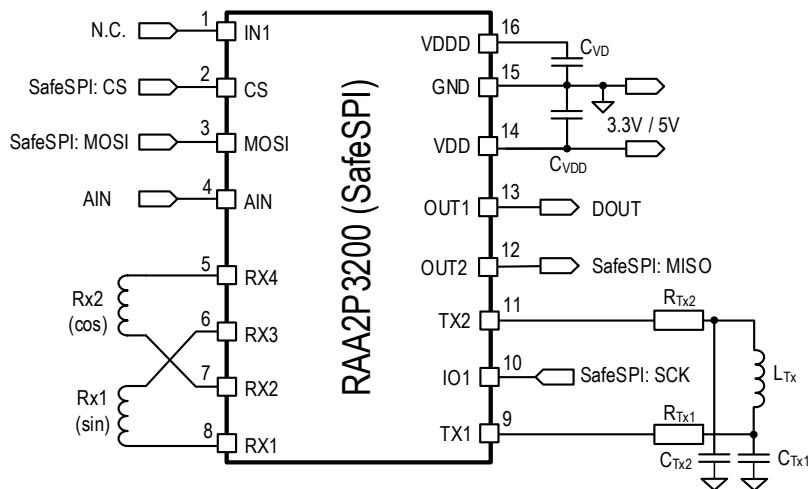 N.C.
1
IN1
SafeSPI: CS
2
CS
SafeSPI: MOSI
3
MOSI
AIN
4
AIN
5
RX4
Rx2
(cos)
6
RX3
7
RX2
Rx1
(sin)
8
RX1
RAA2P3200 (SafeSPI)
VDDD
16
CVD
GND
15
3.3V / 5V
VDD
14
CVDD
OUT1
13
DOUT
OUT2
12
SafeSPI: MISO
TX2
11
RTx2
IO1
10
SafeSPI: SCK
LTx
TX1
9
RTx1
CTx2
CTx1